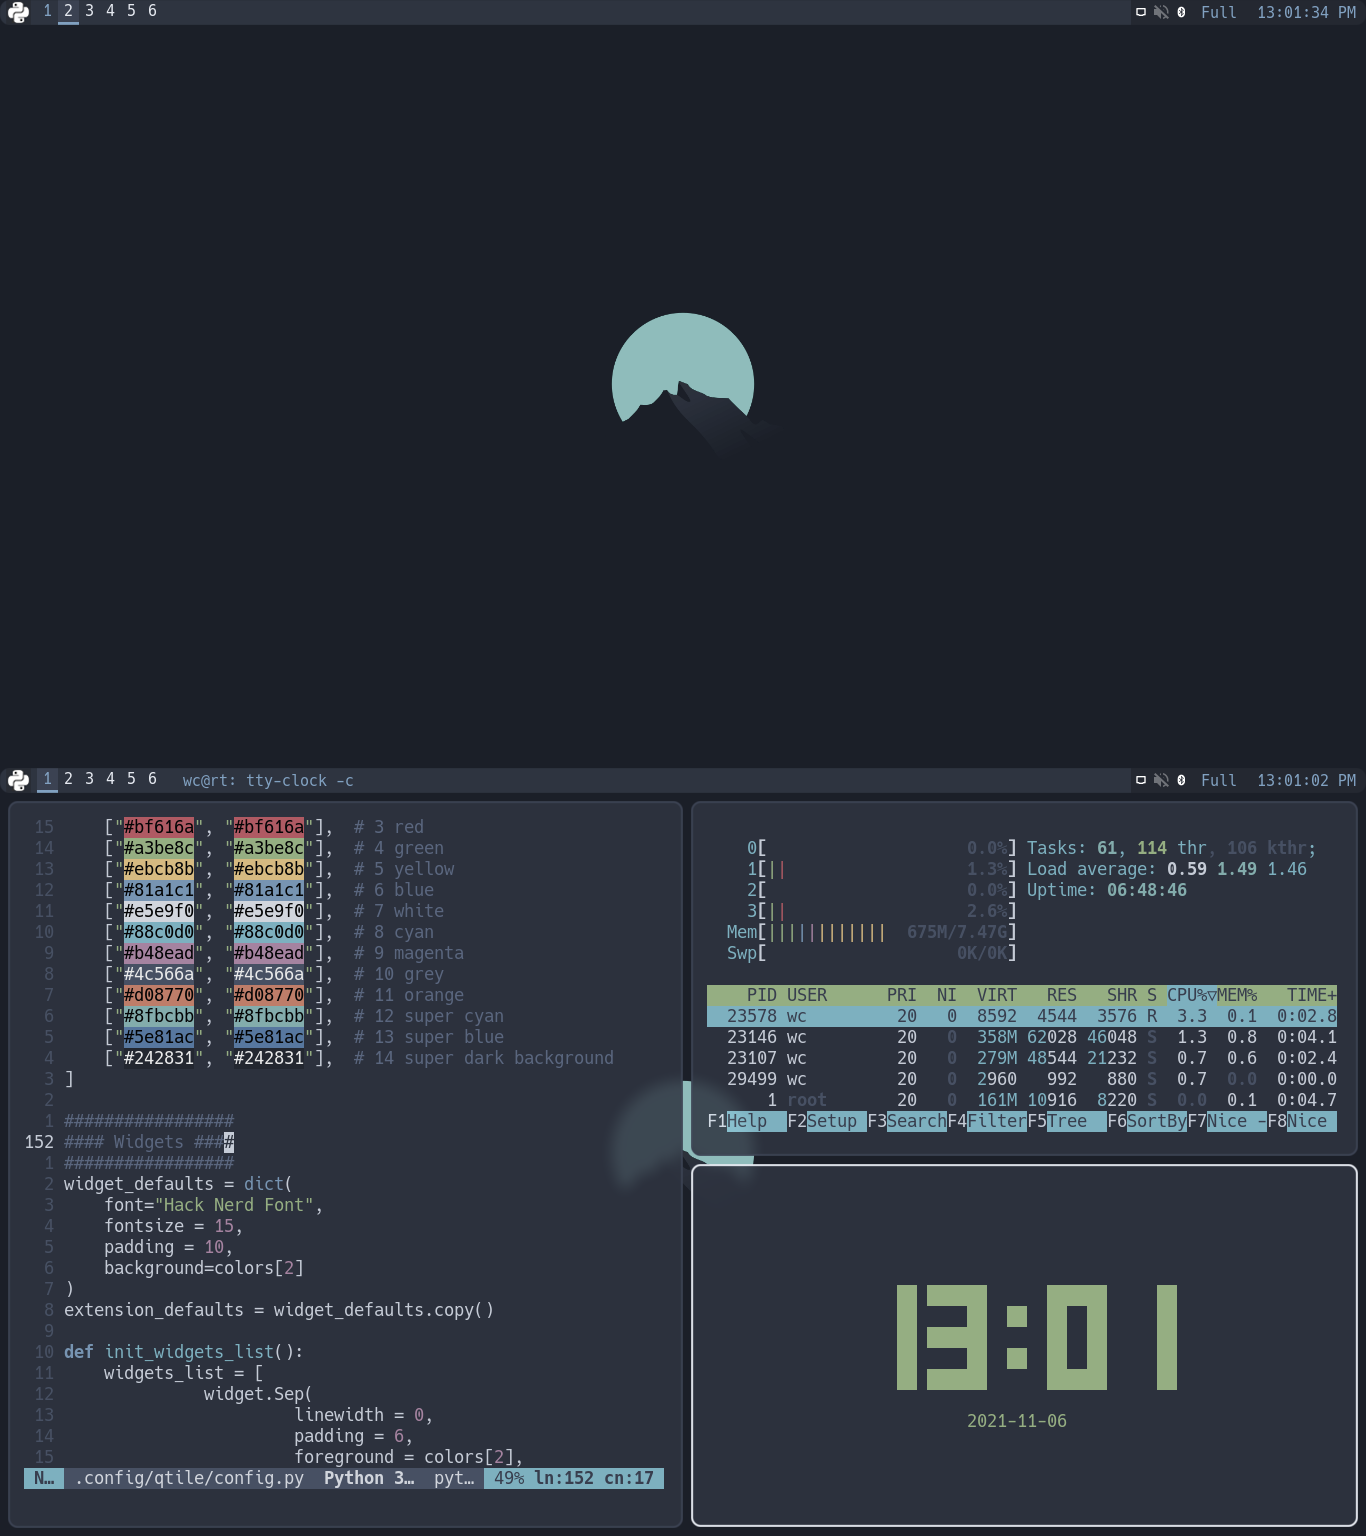 1 2 3 4 5 6 Full 13:01:34 PM
1 2 3 4 5 6 wc@rt: tty-clock -c Full 13:01:02 PM
15 ["#bf616a", "#bf616a"], # 3 red
14 ["#a3be8c", "#a3be8c"], # 4 green
13 ["#ebcb8b", "#ebcb8b"], # 5 yellow
12 ["#81a1c1", "#81a1c1"], # 6 blue
11 ["#e5e9f0", "#e5e9f0"], # 7 white
10 ["#88c0d0", "#88c0d0"], # 8 cyan
9 ["#b48ead", "#b48ead"], # 9 magenta
8 ["#4c566a", "#4c566a"], # 10 grey
7 ["#d08770", "#d08770"], # 11 orange
6 ["#8fbcbb", "#8fbcbb"], # 12 super cyan
5 ["#5e81ac", "#5e81ac"], # 13 super blue
4 ["#242831", "#242831"], # 14 super dark background
3 ]
2
1 #################
152 #### Widgets ####
1 #################
2 widget_defaults = dict(
3 font="Hack Nerd Font",
4 fontsize = 15,
5 padding = 10,
6 background=colors[2]
7 )
8 extension_defaults = widget_defaults.copy()
9
10 def init_widgets_list():
11 widgets_list = [
12 widget.Sep(
13 linewidth = 0,
14 padding = 6,
15 foreground = colors[2],
N… .config/qtile/config.py Python 3… pyt… 49% ln:152 cn:17
0[ 0.0%] Tasks: 61, 114 thr, 106 kthr;
1[|| 1.3%] Load average: 0.59 1.49 1.46
2[ 0.0%] Uptime: 06:48:46
3[|| 2.6%]
Mem[|||||||||||| 675M/7.47G]
Swp[ 0K/0K]
PID USER PRI NI VIRT RES SHR S CPU%▽MEM% TIME+
23578 wc 20 0 8592 4544 3576 R 3.3 0.1 0:02.8
23146 wc 20 0 358M 62028 46048 S 1.3 0.8 0:04.1
23107 wc 20 0 279M 48544 21232 S 0.7 0.6 0:02.4
29499 wc 20 0 2960 992 880 S 0.7 0.0 0:00.0
1 root 20 0 161M 10916 8220 S 0.0 0.1 0:04.7
F1Help F2Setup F3SearchF4FilterF5Tree F6SortByF7Nice -F8Nice
13:01
2021-11-06